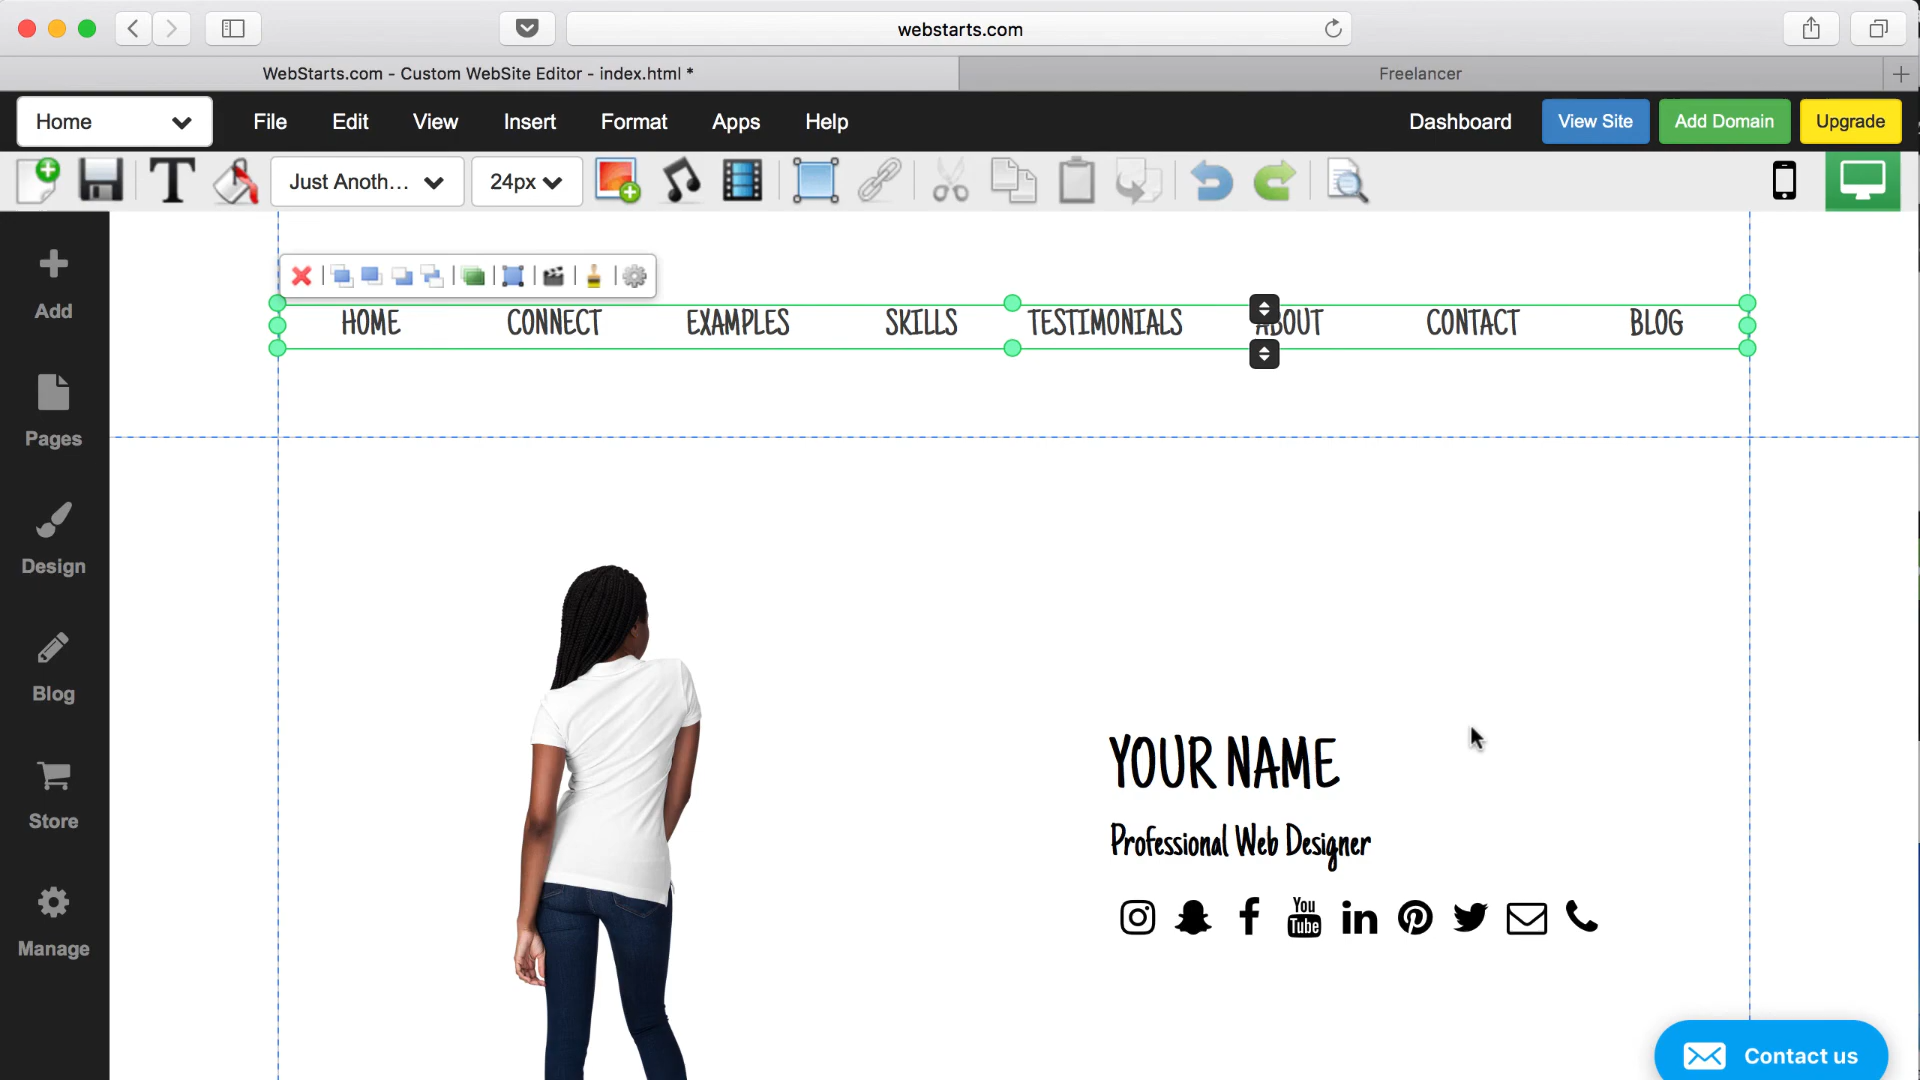 webstarts.com
WebStarts.com - Custom WebSite Editor - index.html *
Freelancer
Home
File
Edit
View
Insert
Format
Apps
Help
Dashboard
View Site
Add Domain
Upgrade
T
Just Anoth...
24px
Add
Pages
Design
Blog
Store
Manage
HOME
CONNECT
EXAMPLES
SKILLS
TESTIMONIALS
ABOUT
CONTACT
BLOG
YOUR NAME
Professional Web Designer
You
Tube
in
Contact us